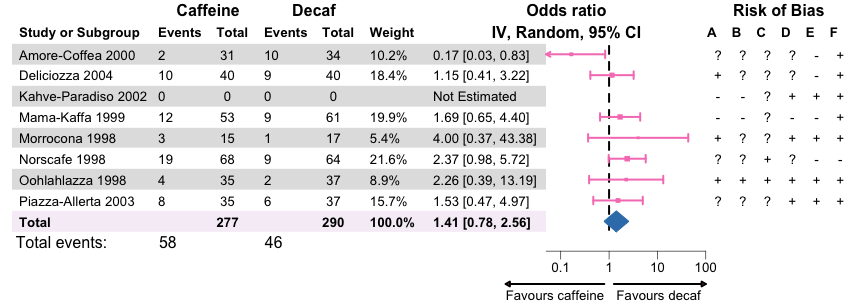 Caffeine Decaf Odds ratio Risk of Bias
Study or Subgroup Events Total Events Total Weight IV, Random, 95% CI A B C D E F
Amore-Coffea 2000 2 31 10 34 10.2% 0.17 [0.03, 0.83] ? ? ? ? - +
Deliciozza 2004 10 40 9 40 18.4% 1.15 [0.41, 3.22] + ? ? ? - +
Kahve-Paradiso 2002 0 0 0 0 Not Estimated - - ? + + +
Mama-Kaffa 1999 12 53 9 61 19.9% 1.69 [0.65, 4.40] - - ? - - +
Morrocona 1998 3 15 1 17 5.4% 4.00 [0.37, 43.38] + ? ? + + +
Norscafe 1998 19 68 9 64 21.6% 2.37 [0.98, 5.72] ? ? + ? - -
Oohlahlazza 1998 4 35 2 37 8.9% 2.26 [0.39, 13.19] + + + + + +
Piazza-Allerta 2003 8 35 6 37 15.7% 1.53 [0.47, 4.97] ? ? ? + + +
Total 277 290 100.0% 1.41 [0.78, 2.56]
Total events: 58 46
0.1 1 10 100
Favours caffeine Favours decaf